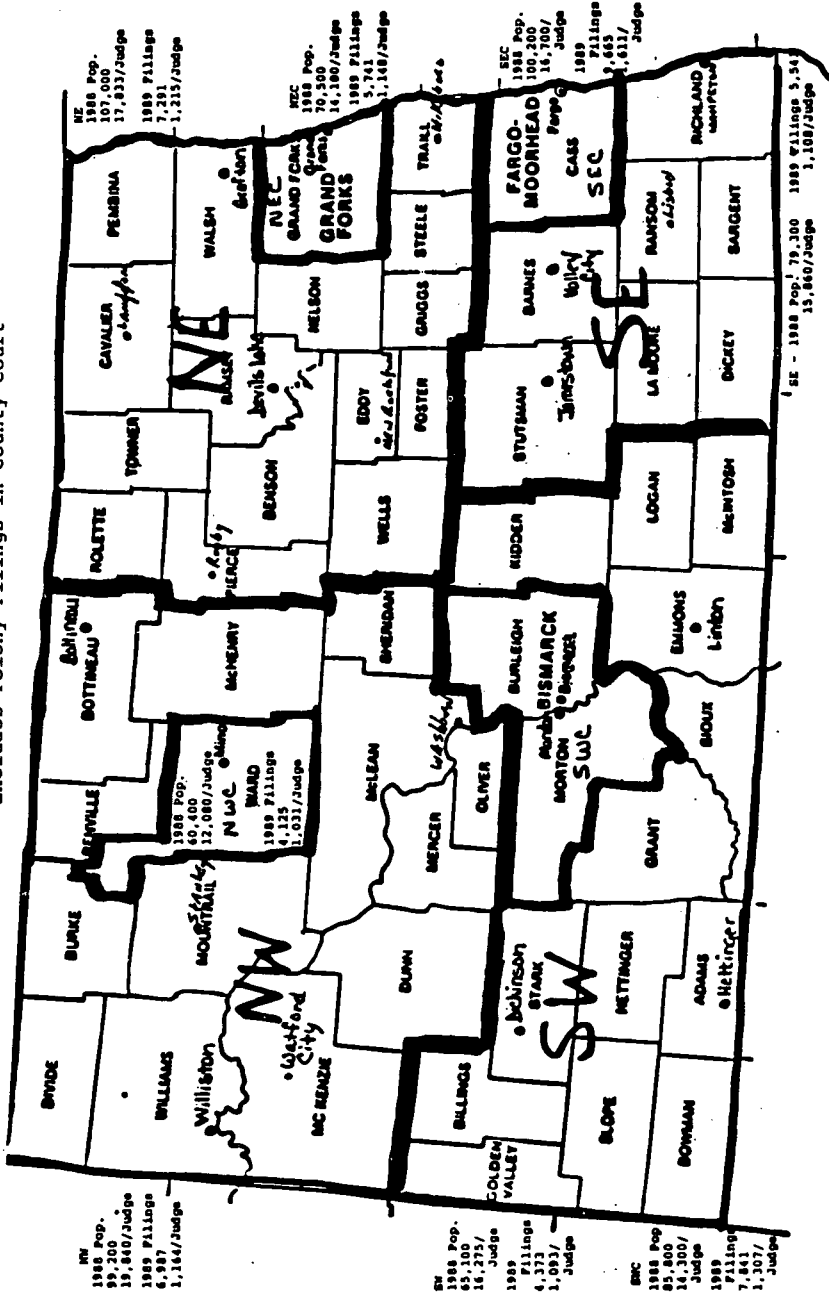 Includes Felony Filings in County Court
NW
1988 Pop.
99,200
19,840/Judge
1989 Filings
6,987
1,164/Judge
SW
1988 Pop.
65,100
16,275/
Judge
1989
Filings
4,373
1,093/
Judge
SWC
1988 Pop
85,800
14,300/
Judge
1989
Filings
7,841
1,307/
Judge
NE
1988 Pop.
107,000
17,833/Judge
1989 Filings
7,291
1,215/Judge
NEC
1988 Pop.
70,500
14,100/Judge
1989 Filings
5,741
1,148/Judge
SEC
1988 Pop.
100,200
16,700/
Judge
1989
Filings
9,665
1,611/
Judge
SE - 1988 Pop. 79,300
15,860/Judge
1989 Filings 5,54
1,108/Judge
DIVIDE
BURKE
RENVILLE
BOTTINEAU
Bottineau
ROLETTE
TOWNER
CAVALIER
Langdon
PEMBINA
WILLIAMS
Williston
MOUNTRAIL
Stanley
1988 Pop.
60,400
12,080/Judge
NWC
Minot
WARD
1989 Filings
4,125
1,031/Judge
McHENRY
PIERCE
Rugby
BENSON
RAMSEY
Devils Lake
NE
WALSH
Grafton
NELSON
NEC
GRAND FORKS
Grand Forks
GRAND
FORKS
MC KENZIE
Watford
City
NW
DUNN
McLEAN
Washburn
MERCER
OLIVER
SHERIDAN
WELLS
EDDY
New Rockford
FOSTER
GRIGGS
STEELE
TRAILL
Hillsboro
GOLDEN
VALLEY
BILLINGS
Dickinson
STARK
SW
SLOPE
BOWMAN
HETTINGER
ADAMS
Hettinger
GRANT
MORTON
Mandan
SWC
BURLEIGH
BISMARCK
Bismarck
SIOUX
EMMONS
Linton
KIDDER
LOGAN
McINTOSH
STUTSMAN
Jamestown
BARNES
Valley
City
SE
LA MOURE
DICKEY
RANSOM
Lisbon
SARGENT
FARGO-
MOORHEAD
Fargo
CASS
SEC
RICHLAND
WAHPETON